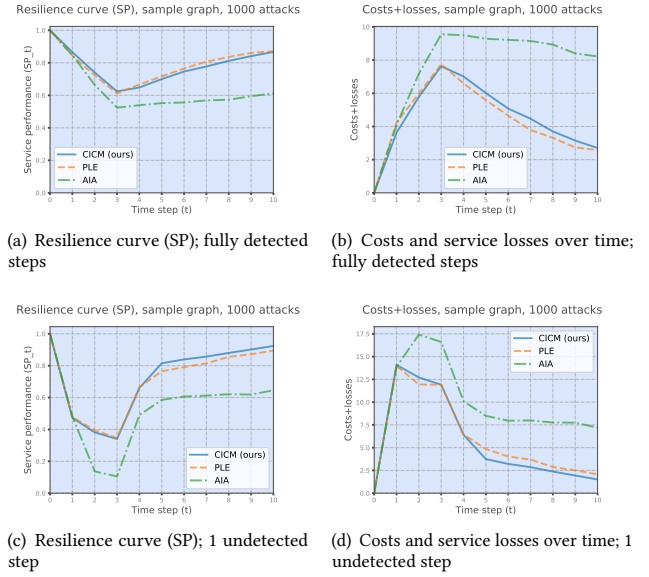 Resilience curve (SP), sample graph, 1000 attacks
Service performance (SP_t)
1.0
0.8
0.6
0.4
0.2
0.0
CICM (ours)
PLE
AIA
0 1 2 3 4 5 6 7 8 9 10
Time step (t)
(a) Resilience curve (SP); fully detected
steps
Costs+losses, sample graph, 1000 attacks
Costs+losses
10
8
6
4
2
0
CICM (ours)
PLE
AIA
0 1 2 3 4 5 6 7 8 9 10
Time step (t)
(b) Costs and service losses over time;
fully detected steps
Resilience curve (SP), sample graph, 1000 attacks
Service performance (SP_t)
1.0
0.8
0.6
0.4
0.2
0.0
CICM (ours)
PLE
AIA
0 1 2 3 4 5 6 7 8 9 10
Time step (t)
(c) Resilience curve (SP); 1 undetected
step
Costs+losses, sample graph, 1000 attacks
Costs+losses
17.5
15.0
12.5
10.0
7.5
5.0
2.5
0.0
CICM (ours)
PLE
AIA
0 1 2 3 4 5 6 7 8 9 10
Time step (t)
(d) Costs and service losses over time; 1
undetected step